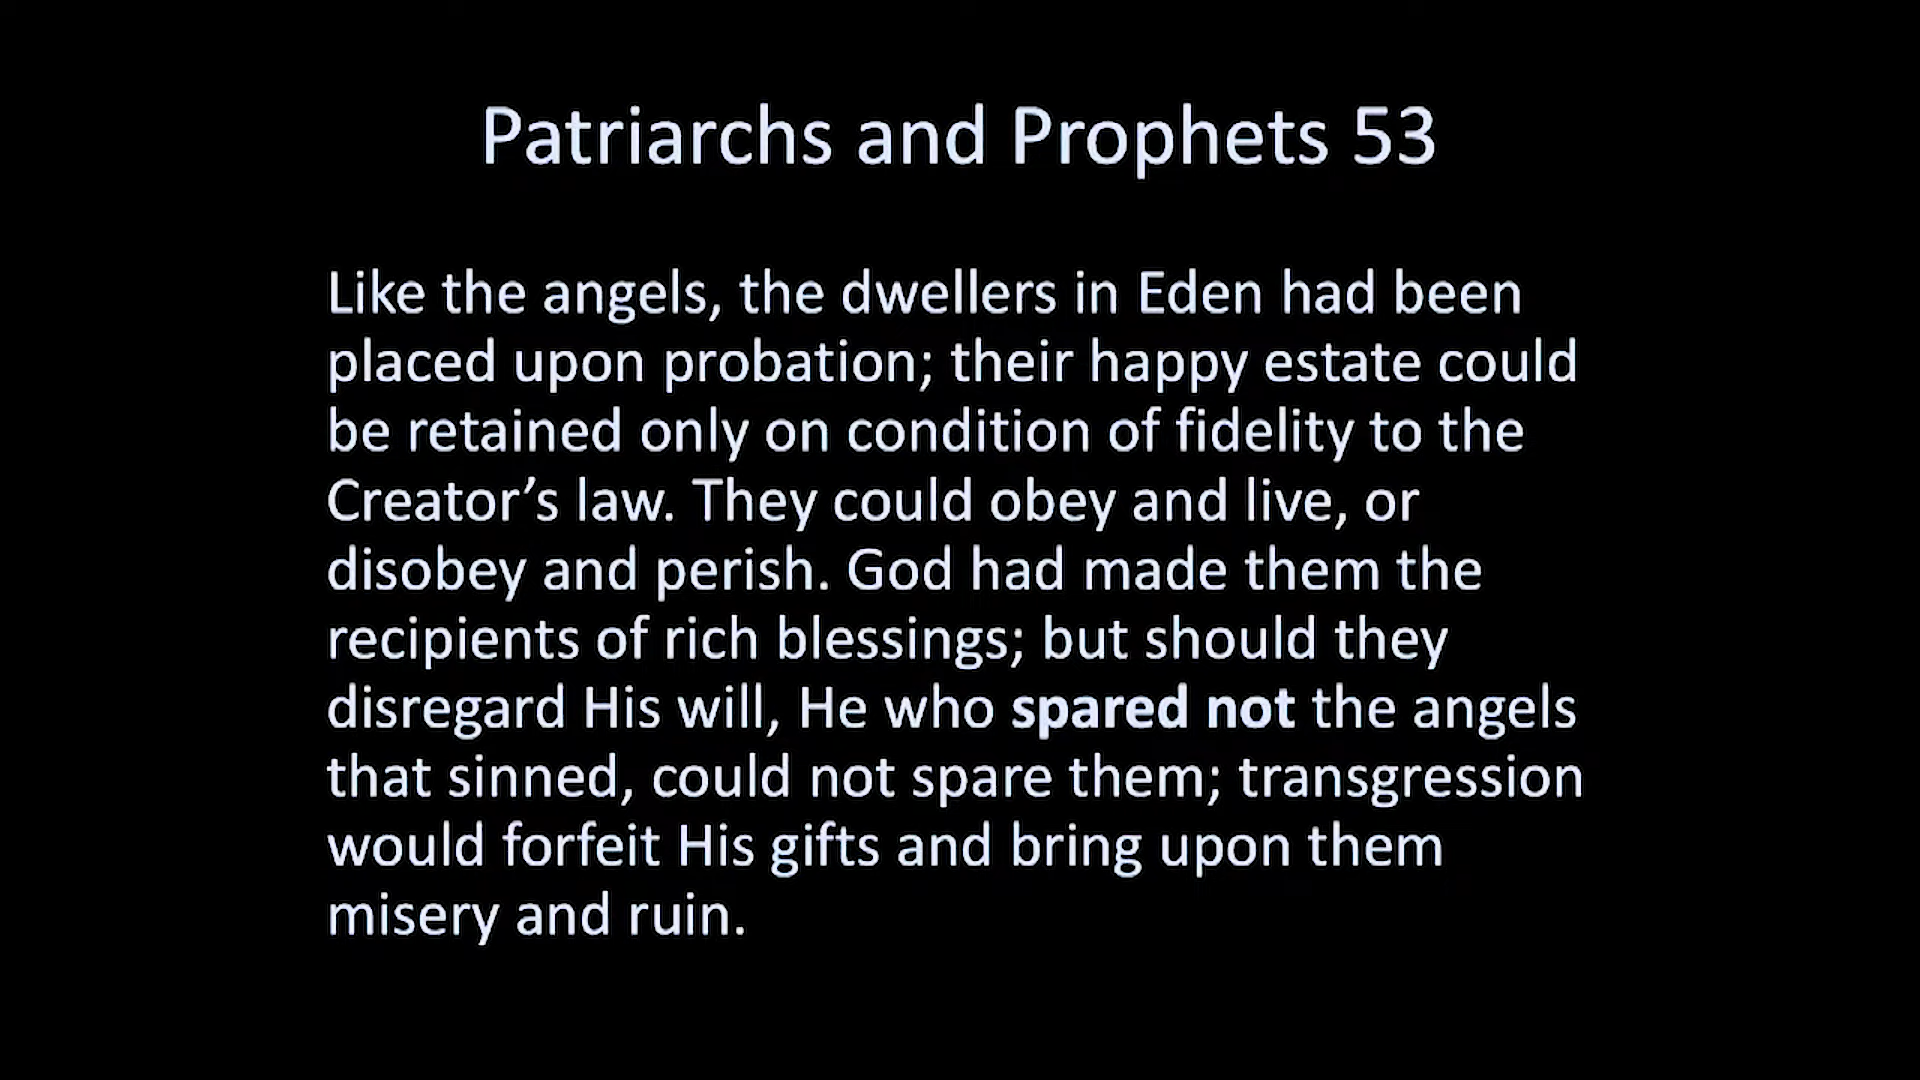 Patriarchs and Prophets 53
Like the angels, the dwellers in Eden had been
placed upon probation; their happy estate could
be retained only on condition of fidelity to the
Creator’s law. They could obey and live, or
disobey and perish. God had made them the
recipients of rich blessings; but should they
disregard His will, He who spared not the angels
that sinned, could not spare them; transgression
would forfeit His gifts and bring upon them
misery and ruin.